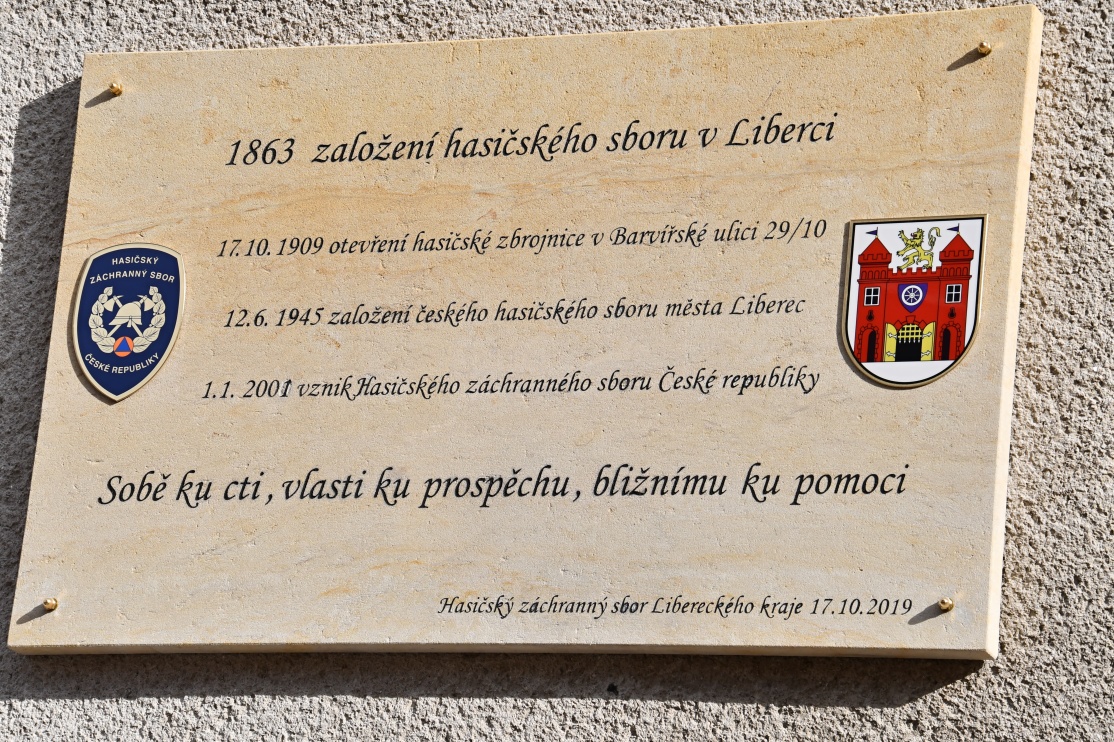 1863 založení hasičského sboru v Liberci
17.10.1909 otevření hasičské zbrojnice v Barvířské ulici 29/10
HASIČSKÝ
ZÁCHRANNÝ SBOR
ČESKÉ REPUBLIKY
12.6. 1945 založení českého hasičského sboru města Liberec
1.1. 2001 vznik Hasičského záchranného sboru České republiky
Sobě ku cti, vlasti ku prospěchu, bližnímu ku pomoci
Hasičský záchranný sbor Libereckého kraje 17.10.2019